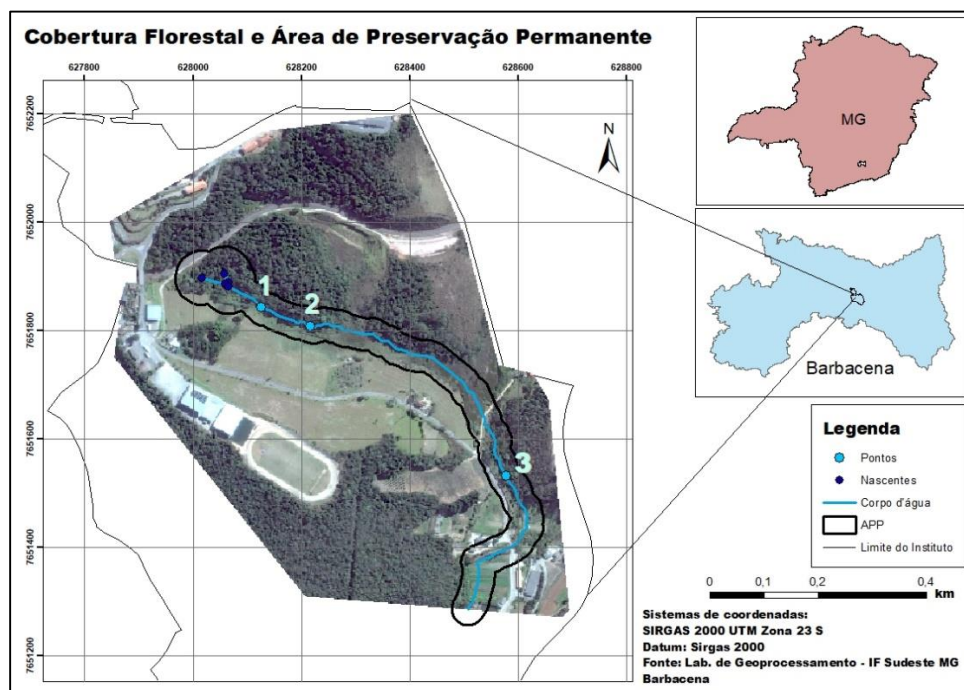 Cobertura Florestal e Área de Preservação Permanente
627800
628000
628200
628400
628600
628800
7652200
7652000
7651800
7651600
7651400
7651200
N
1
2
3
MG
Barbacena
Legenda
Pontos
Nascentes
Corpo d'água
APP
Limite do Instituto
0 0,1 0,2 0,4
km
Sistemas de coordenadas:
SIRGAS 2000 UTM Zona 23 S
Datum: Sirgas 2000
Fonte: Lab. de Geoprocessamento - IF Sudeste MG
Barbacena